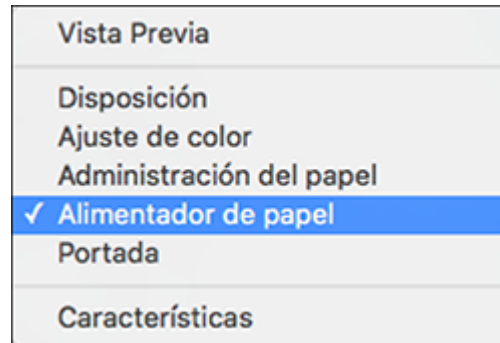 Vista Previa
Disposición
Ajuste de color
Administración del papel
✓ Alimentador de papel
Portada
Características